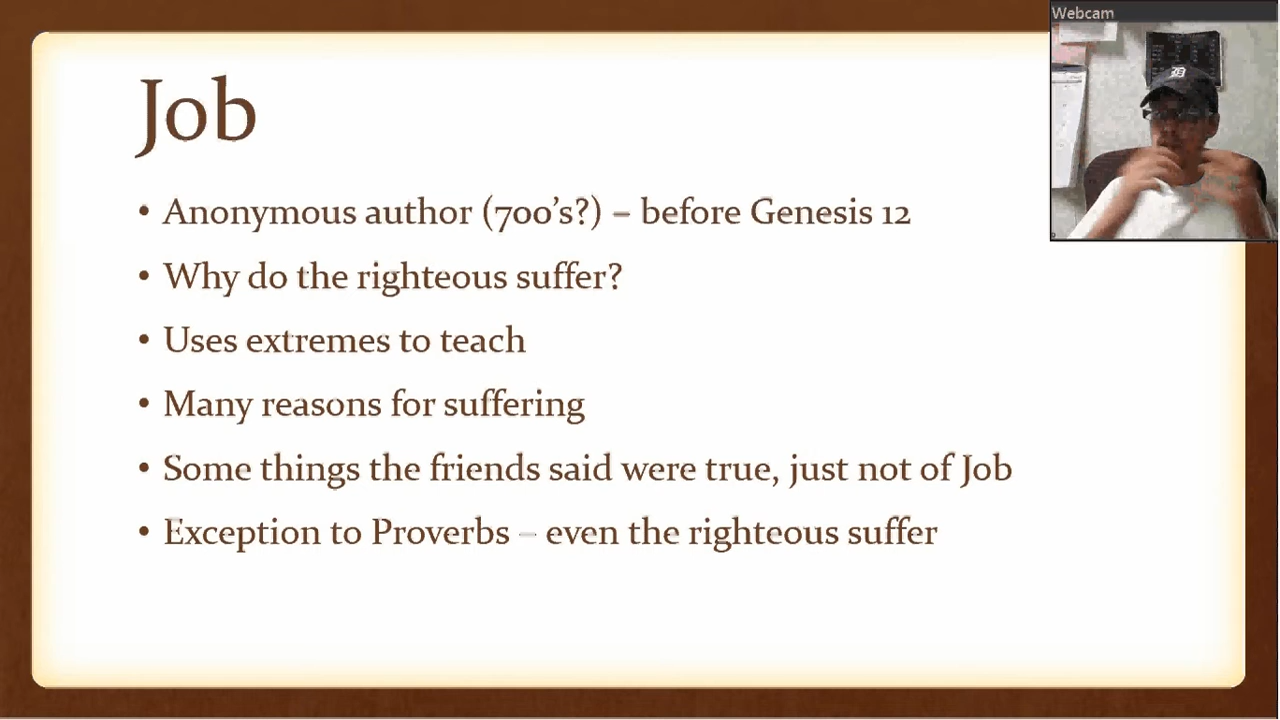 Webcam
Job
• Anonymous author (700's?) – before Genesis 12
• Why do the righteous suffer?
• Uses extremes to teach
• Many reasons for suffering
• Some things the friends said were true, just not of Job
• Exception to Proverbs – even the righteous suffer